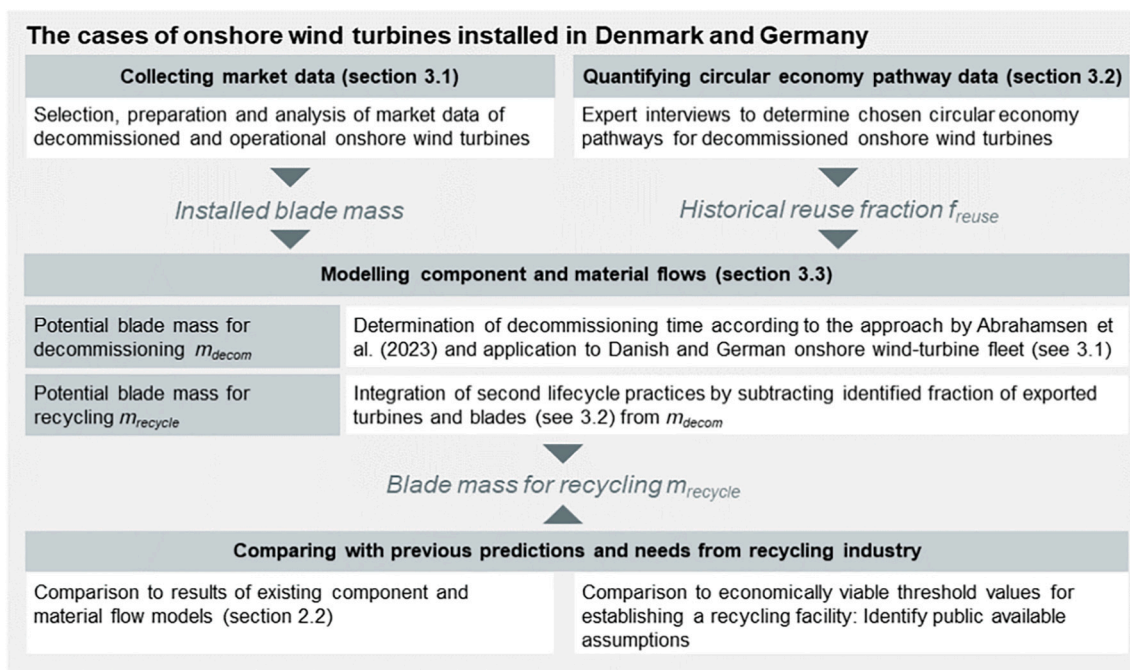 The cases of onshore wind turbines installed in Denmark and Germany
Collecting market data (section 3.1)
Selection, preparation and analysis of market data of
decommissioned and operational onshore wind turbines
Quantifying circular economy pathway data (section 3.2)
Expert interviews to determine chosen circular economy
pathways for decommissioned onshore wind turbines
Installed blade mass
Historical reuse fraction f_reuse
Modelling component and material flows (section 3.3)
Potential blade mass for
decommissioning m_decom
Determination of decommissioning time according to the approach by Abrahamsen et
al. (2023) and application to Danish and German onshore wind-turbine fleet (see 3.1)
Potential blade mass for
recycling m_recycle
Integration of second lifecycle practices by subtracting identified fraction of exported
turbines and blades (see 3.2) from m_decom
Blade mass for recycling m_recycle
Comparing with previous predictions and needs from recycling industry
Comparison to results of existing component and
material flow models (section 2.2)
Comparison to economically viable threshold values for
establishing a recycling facility: Identify public available
assumptions